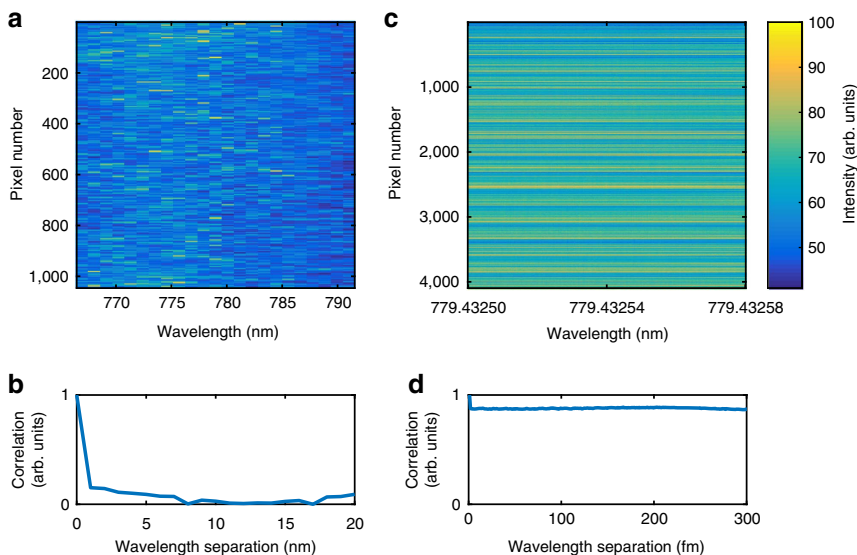 a
Pixel number
200
400
600
800
1,000
770 775 780 785 790
Wavelength (nm)
c
Pixel number
1,000
2,000
3,000
4,000
779.43250 779.43254 779.43258
Wavelength (nm)
100
90
80
70
60
50
Intensity (arb. units)
b
Correlation
(arb. units)
1
0
0 5 10 15 20
Wavelength separation (nm)
d
Correlation
(arb. units)
1
0
0 100 200 300
Wavelength separation (fm)